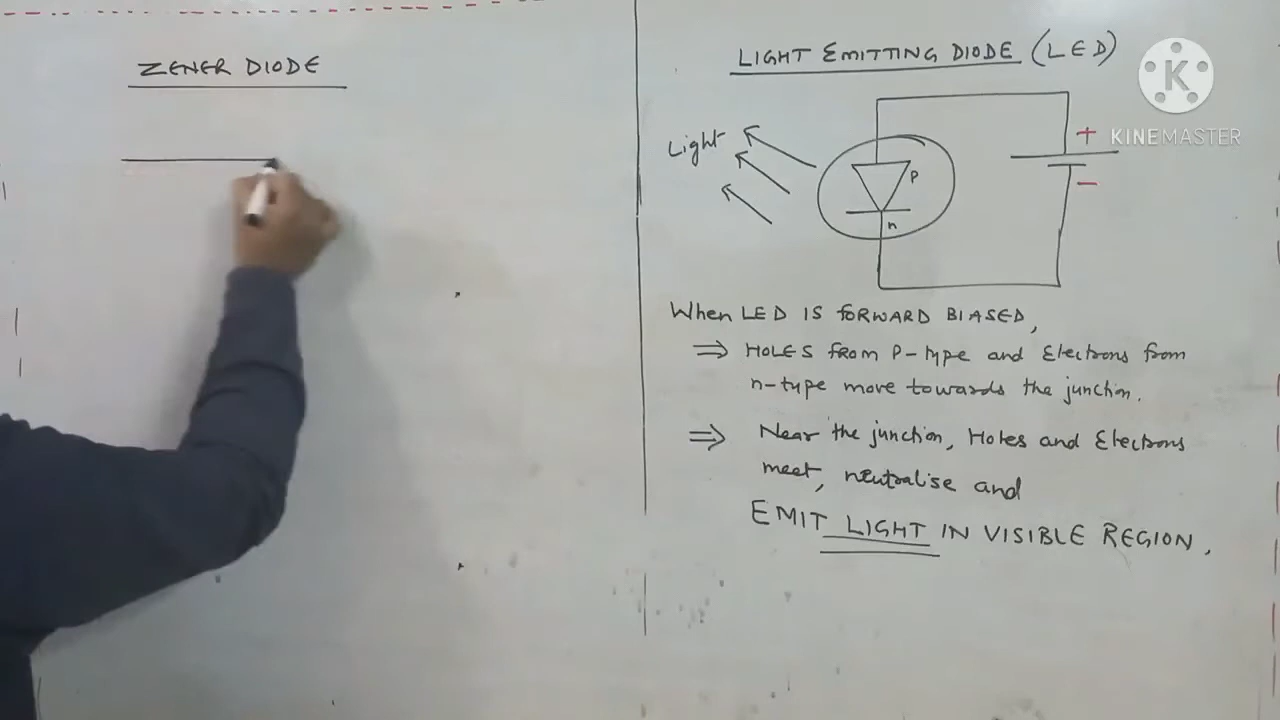 ZENER DIODE
LIGHT EMITTING DIODE (LED)
K
KINEMASTER
Light
+
P
-
n
When LED IS FORWARD BIASED,
⇒ HOLES FROM P-type and Electrons from
n-type move towards the junction.
⇒ Near the junction, Holes and Electrons
meet, neutralise and
EMIT LIGHT IN VISIBLE REGION.